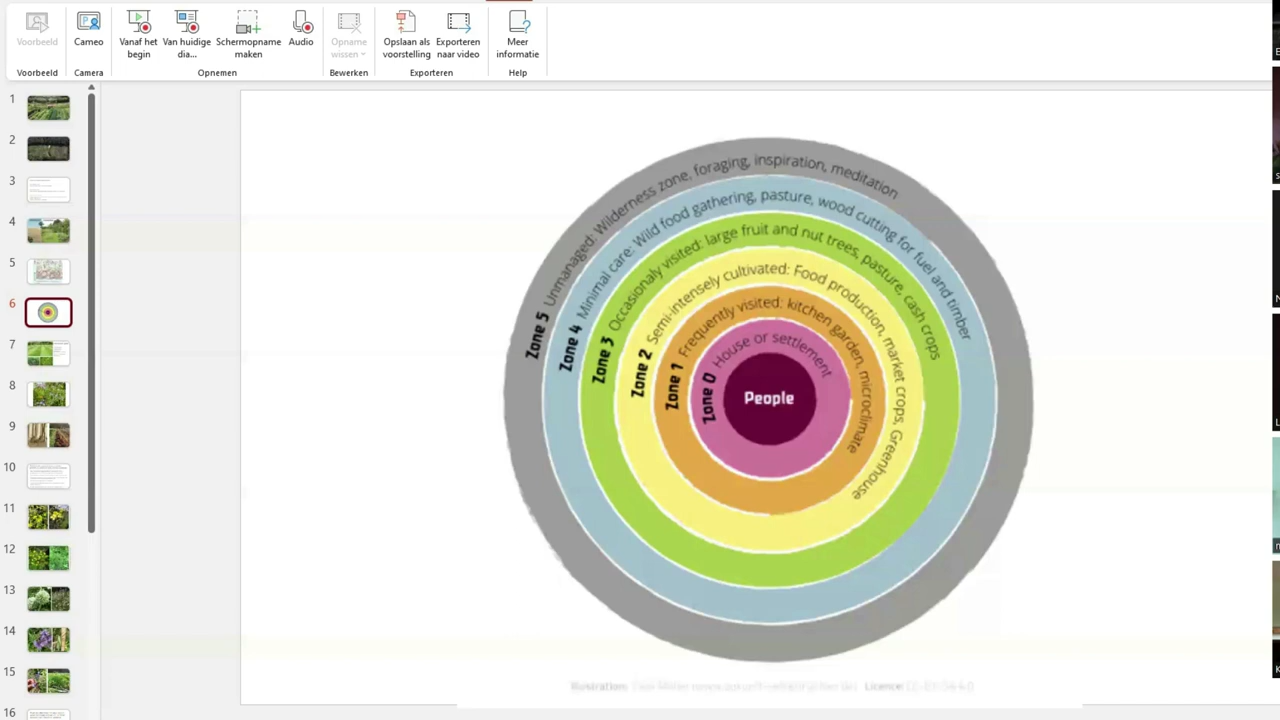 Voorbeeld
Cameo
Vanaf het
begin
Van huidige
dia...
Schermopname
maken
Audio
Opname
wissen
Opslaan als
voorstelling
Exporteren
naar video
Meer
informatie
Voorbeeld
Camera
Opnemen
Bewerken
Exporteren
Help
1
2
3
4
5
6
7
8
9
10
11
12
13
14
15
16
Zone 5 Unmanaged: Wilderness zone, foraging, inspiration, meditation
Zone 4 Minimal care: Wild food gathering, pasture, wood cutting for fuel and timber
Zone 3 Occasionaly visited: large fruit and nut trees, pasture, cash crops
Zone 2 Semi-intensely cultivated: Food production, market crops, Greenhouse
Zone 1 Frequently visited: kitchen garden, microclimate
Zone 0 House or settlement
People
Illustration:
Licence: